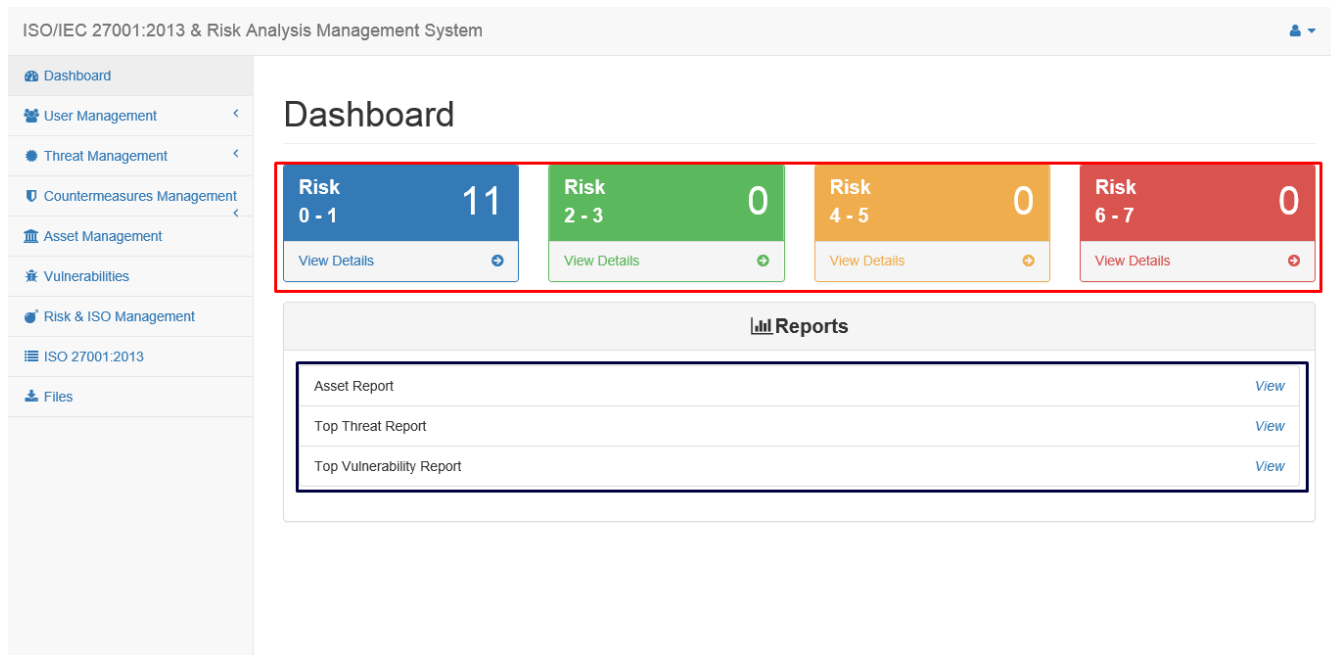 ISO/IEC 27001:2013 & Risk Analysis Management System
Dashboard
User Management
Threat Management
Countermeasures Management
Asset Management
Vulnerabilities
Risk & ISO Management
ISO 27001:2013
Files
Dashboard
Risk
0 - 1
11
View Details
Risk
2 - 3
0
View Details
Risk
4 - 5
0
View Details
Risk
6 - 7
0
View Details
Reports
Asset Report View
Top Threat Report View
Top Vulnerability Report View